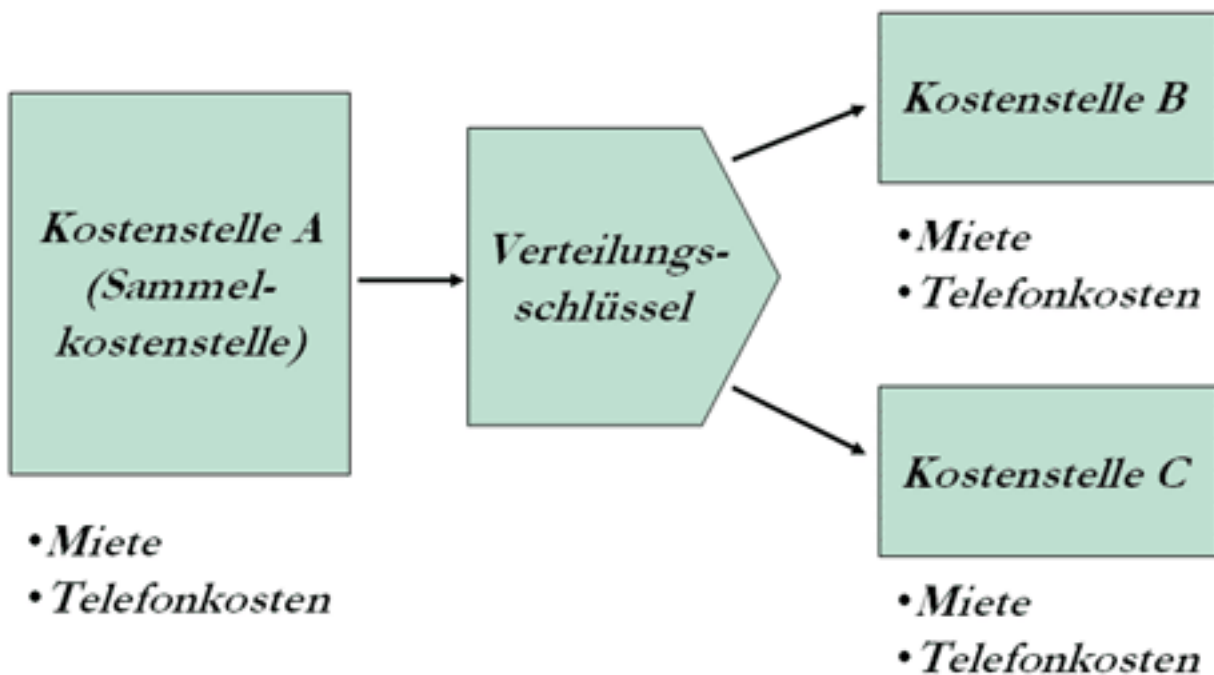 Kostenstelle A
(Sammel-
kostenstelle)
• Miete
• Telefonkosten
Verteilungs-
schlüssel
Kostenstelle B
• Miete
• Telefonkosten
Kostenstelle C
• Miete
• Telefonkosten